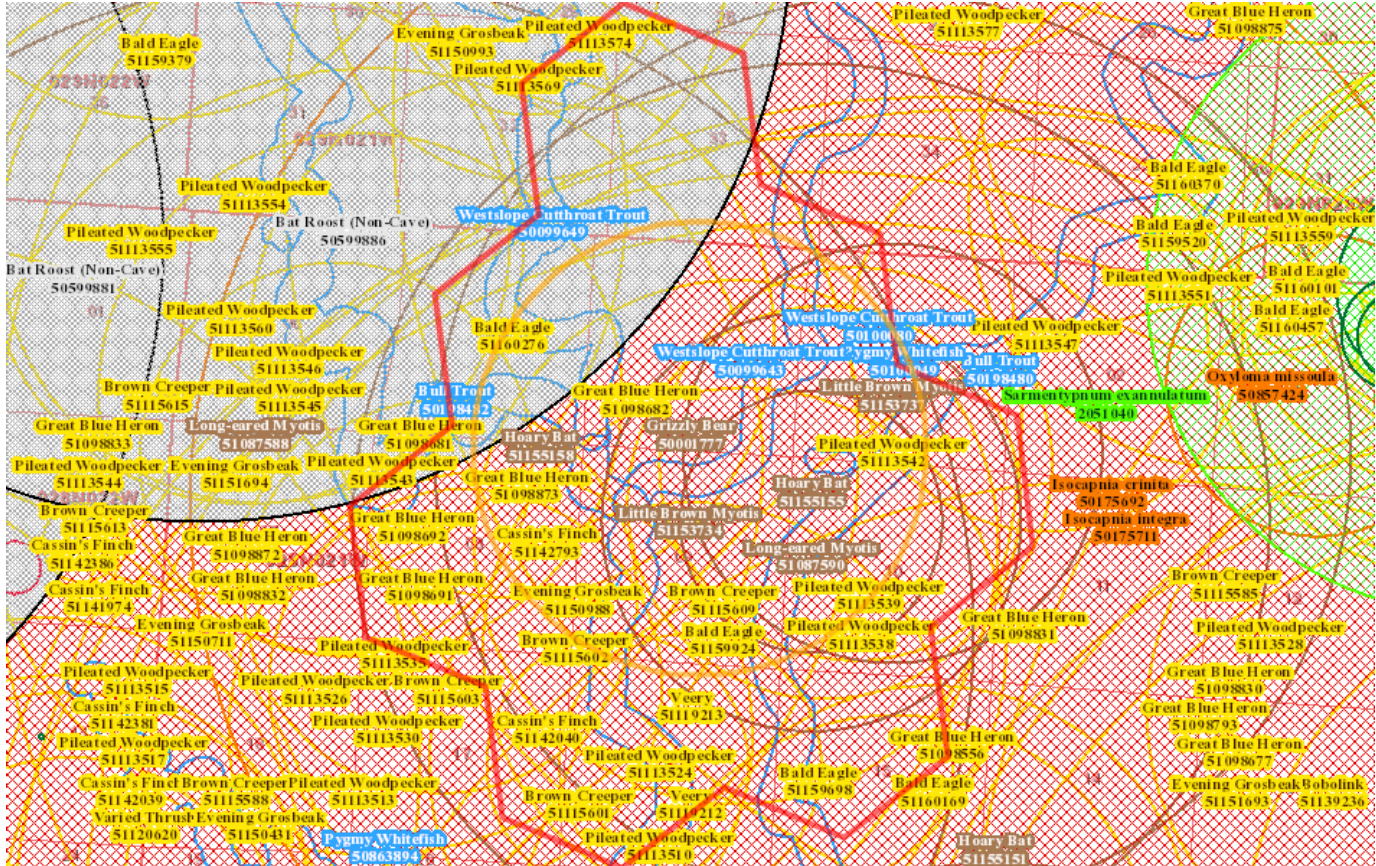 Pileated Woodpecker
51113574
Pileated Woodpecker
51113577
Great Blue Heron
51098875
Bald Eagle
51159379
Evening Grosbeak
51150993
Pileated Woodpecker
51113569
Pileated Woodpecker
51113554
Bald Eagle
51160370
Pileated Woodpecker
51113555
Bat Roost (Non-Cave)
50599886
Westslope Cutthroat Trout
50099649
Bald Eagle
51159520
Pileated Woodpecker
51113559
Bat Roost (Non-Cave)
50599881
Pileated Woodpecker
51113551
Bald Eagle
51160101
Pileated Woodpecker
51113560
Bald Eagle
51160276
Westslope Cutthroat Trout
Pileated Woodpecker
51113547
Bald Eagle
51160457
Pileated Woodpecker
51113546
Westslope Cutthroat Trout
50099643
Pygmy Whitefish
Bull Trout
50198480
Brown Creeper
51115615
Pileated Woodpecker
51113545
Bull Trout
Great Blue Heron
51098682
Little Brown Myotis
51153737
Sarmentypnum exannulatum
2051040
Oxyloma missoula
50857424
Great Blue Heron
51098833
Long-eared Myotis
51087588
Great Blue Heron
51098681
Hoary Bat
51155158
Grizzly Bear
50001777
Pileated Woodpecker
51113542
Pileated Woodpecker
51113544
Evening Grosbeak
51151694
Pileated Woodpecker
51113543
Great Blue Heron
51098873
Hoary Bat
51155155
Isocapnia crinita
50175692
Brown Creeper
51115613
Great Blue Heron
51098692
Little Brown Myotis
51153734
Isocapnia integra
50175711
Cassin's Finch
51142386
Great Blue Heron
51098872
Cassin's Finch
51142793
Long-eared Myotis
51087590
Cassin's Finch
51141974
Great Blue Heron
51098832
Great Blue Heron
51098691
Evening Grosbeak
51150988
Brown Creeper
51115609
Pileated Woodpecker
51113539
Brown Creeper
51115585
Evening Grosbeak
51150711
Brown Creeper
51115602
Bald Eagle
51159924
Pileated Woodpecker
51113538
Great Blue Heron
51098831
Pileated Woodpecker
51113528
Pileated Woodpecker
51113535
Pileated Woodpecker
51113515
Pileated Woodpecker
51113526
Brown Creeper
51115603
Veery
51119213
Great Blue Heron
51098830
Cassin's Finch
51142381
Pileated Woodpecker
51113530
Cassin's Finch
51142040
Great Blue Heron
51098793
Pileated Woodpecker
51113517
Pileated Woodpecker
51113524
Great Blue Heron
51098556
Great Blue Heron
51098677
Cassin's Finch
51142039
Brown Creeper
51115588
Pileated Woodpecker
51113513
Brown Creeper
51115601
Veery
51119212
Bald Eagle
51159698
Bald Eagle
51160169
Evening Grosbeak
51151693
Bobolink
51139236
Varied Thrush
51120620
Evening Grosbeak
51150431
Pygmy Whitefish
50863894
Pileated Woodpecker
51113510
Hoary Bat
51155151